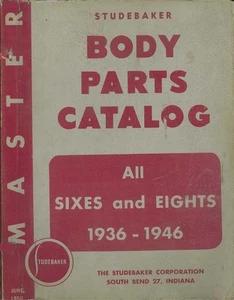 STUDEBAKER
BODY
PARTS
CATALOG
MASTER
All
SIXES and EIGHTS
1936 - 1946
STUDEBAKER
THE STUDEBAKER CORPORATION
SOUTH BEND 27, INDIANA
JUNE,